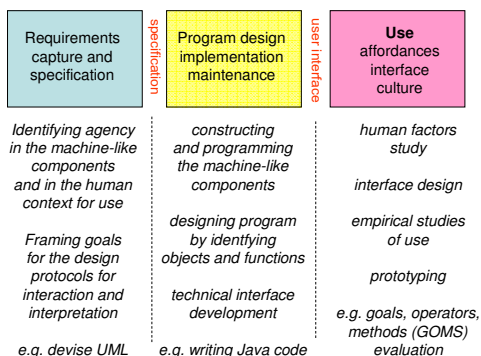 Requirements
capture and
specification
specification
Program design
implementation
maintenance
user interface
Use
affordances
interface
culture
Identifying agency
in the machine-like
components
and in the human
context for use
Framing goals
for the design
protocols for
interaction and
interpretation
e.g. devise UML
constructing
and programming
the machine-like
components
designing program
by identfying
objects and functions
technical interface
development
e.g. writing Java code
human factors
study
interface design
empirical studies
of use
prototyping
e.g. goals, operators,
methods (GOMS)
evaluation